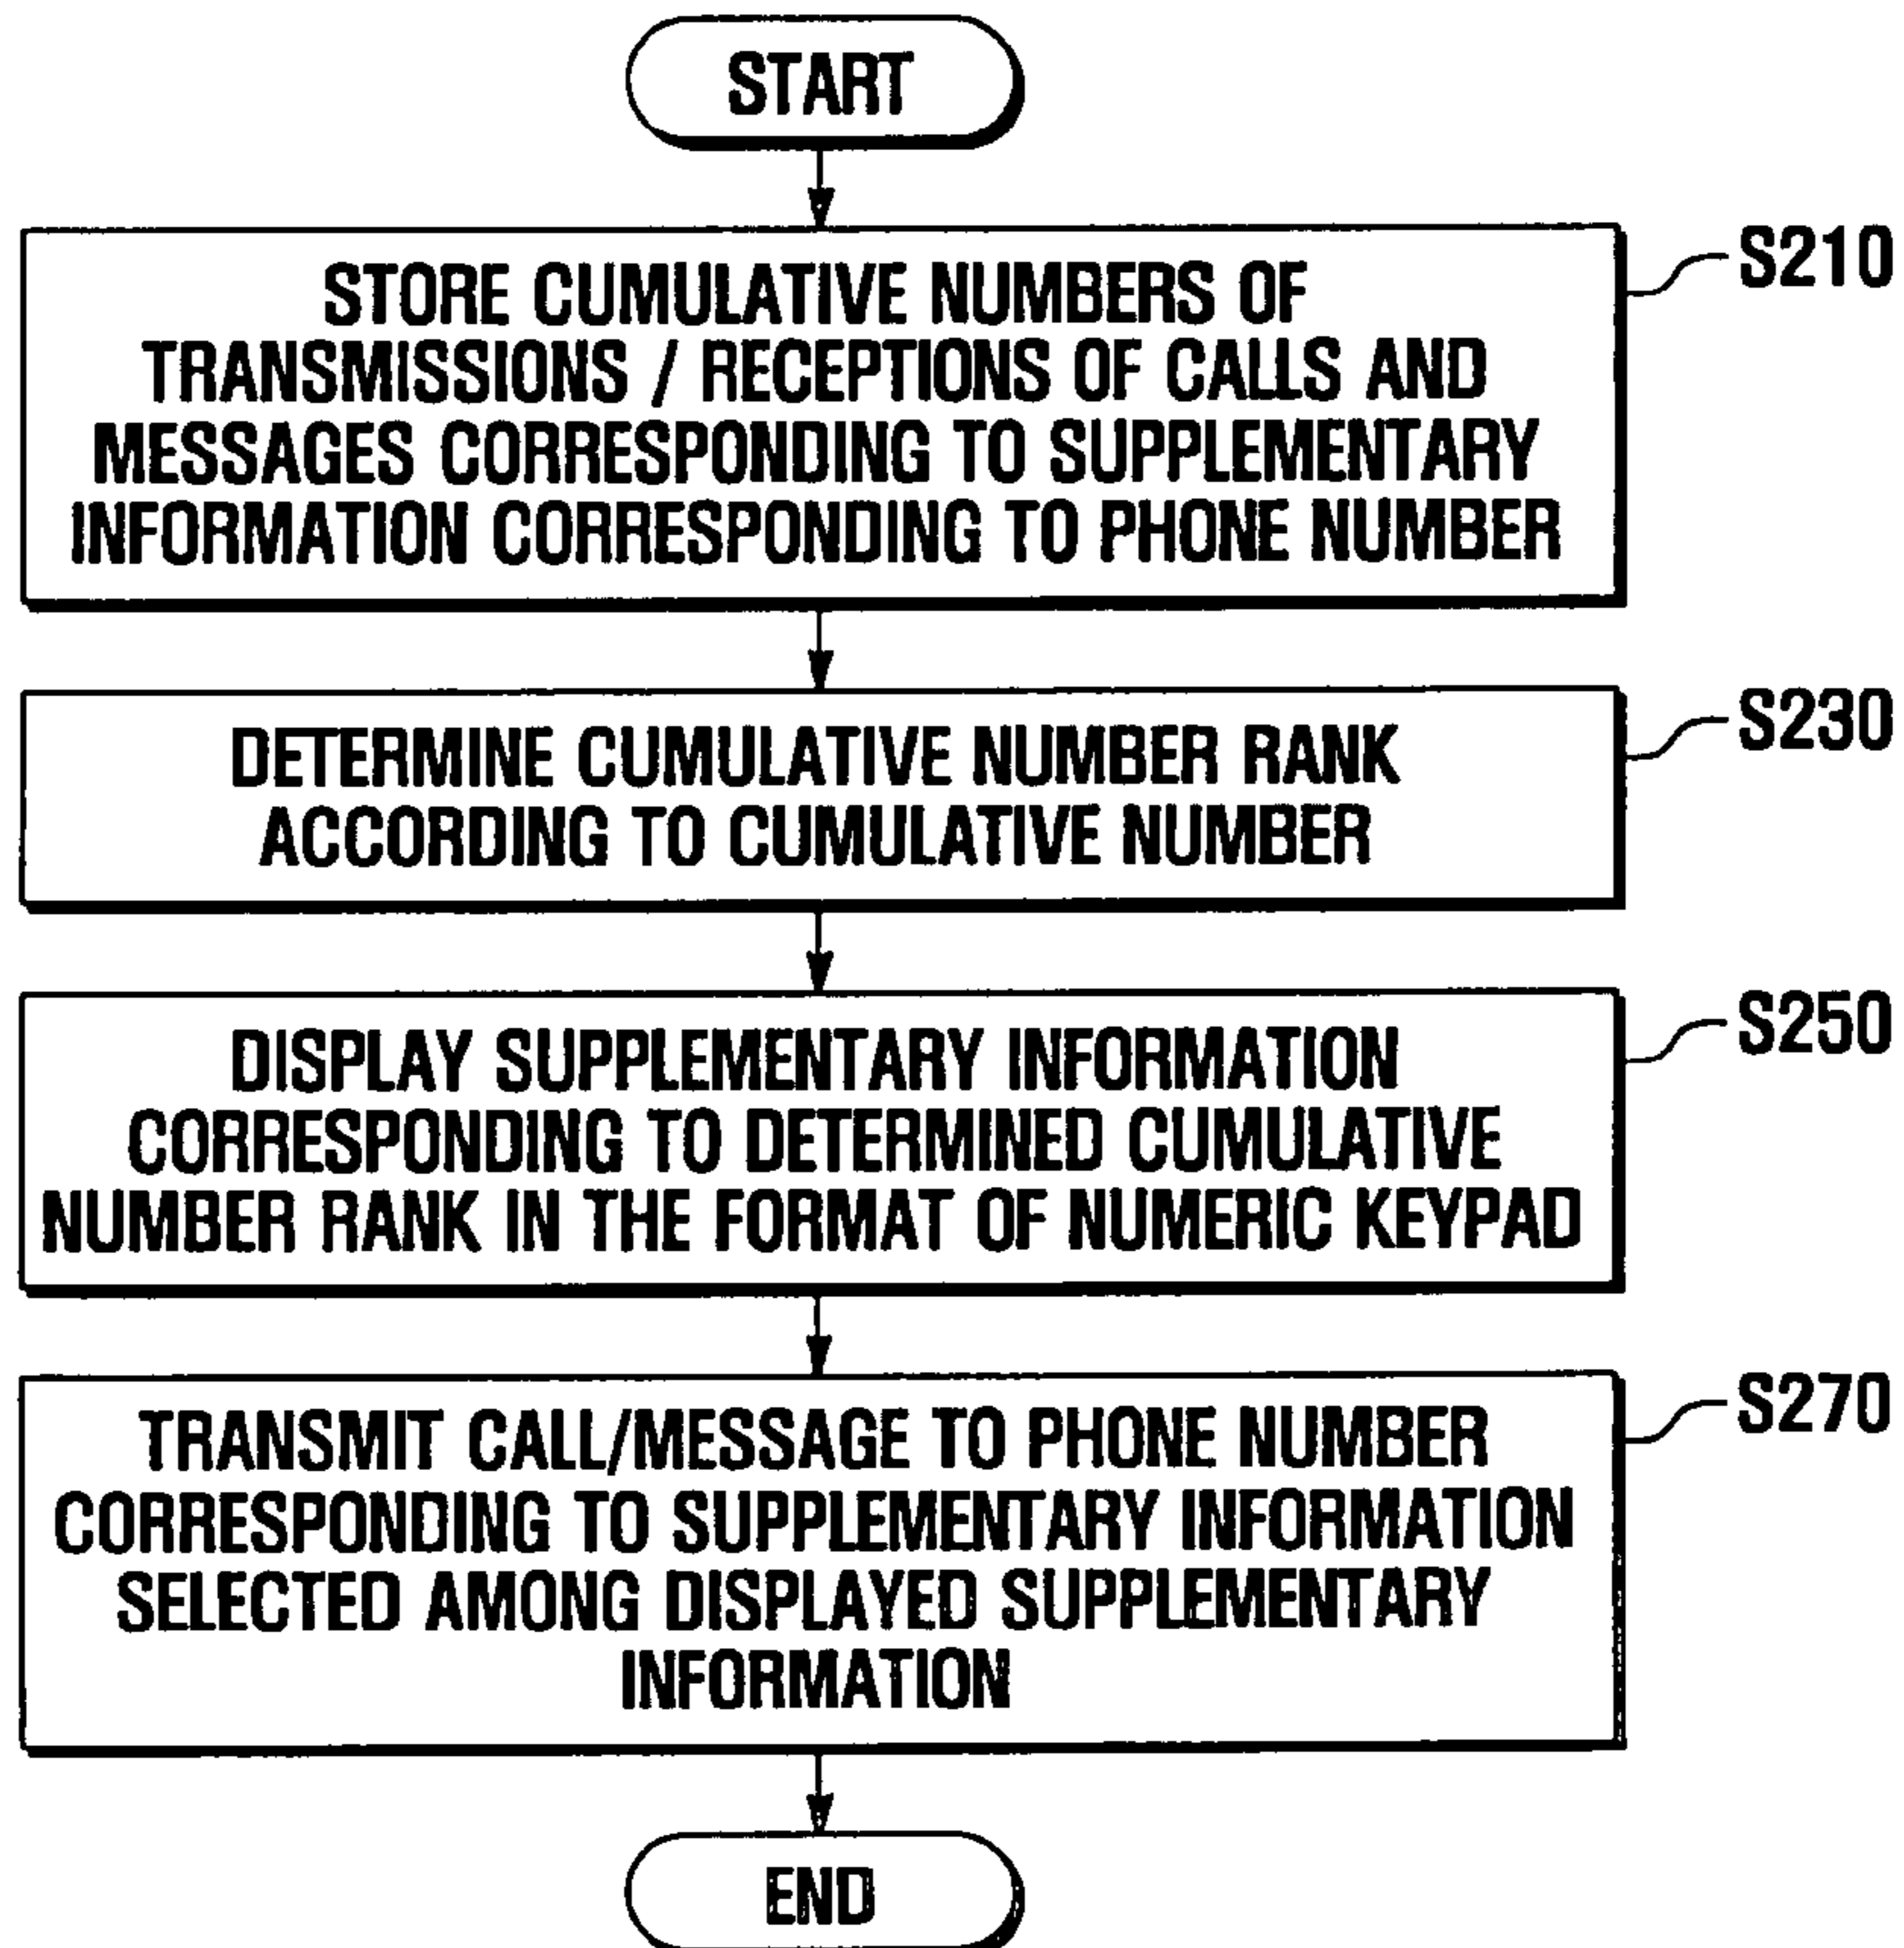 START
STORE CUMULATIVE NUMBERS OF
TRANSMISSIONS / RECEPTIONS OF CALLS AND
MESSAGES CORRESPONDING TO SUPPLEMENTARY
INFORMATION CORRESPONDING TO PHONE NUMBER
S210
DETERMINE CUMULATIVE NUMBER RANK
ACCORDING TO CUMULATIVE NUMBER
S230
DISPLAY SUPPLEMENTARY INFORMATION
CORRESPONDING TO DETERMINED CUMULATIVE
NUMBER RANK IN THE FORMAT OF NUMERIC KEYPAD
S250
TRANSMIT CALL/MESSAGE TO PHONE NUMBER
CORRESPONDING TO SUPPLEMENTARY INFORMATION
SELECTED AMONG DISPLAYED SUPPLEMENTARY
INFORMATION
S270
END